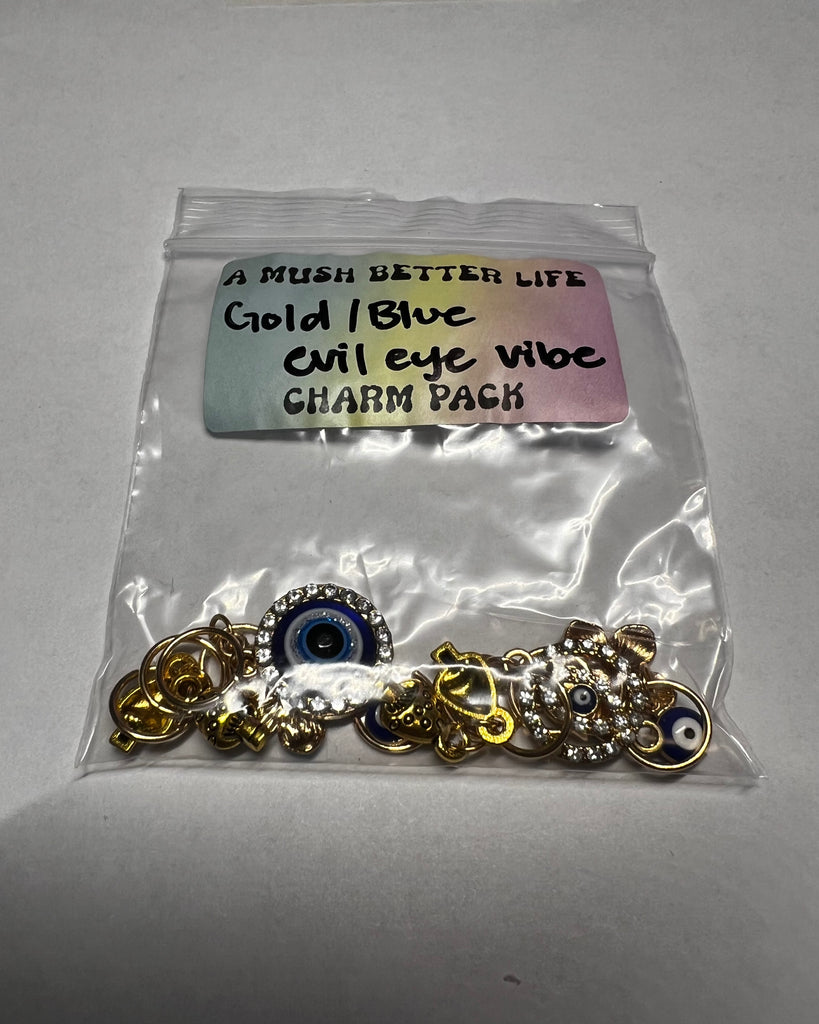 A MUSH BETTER LIFE
Gold / Blue
evil eye vibe
CHARM PACK